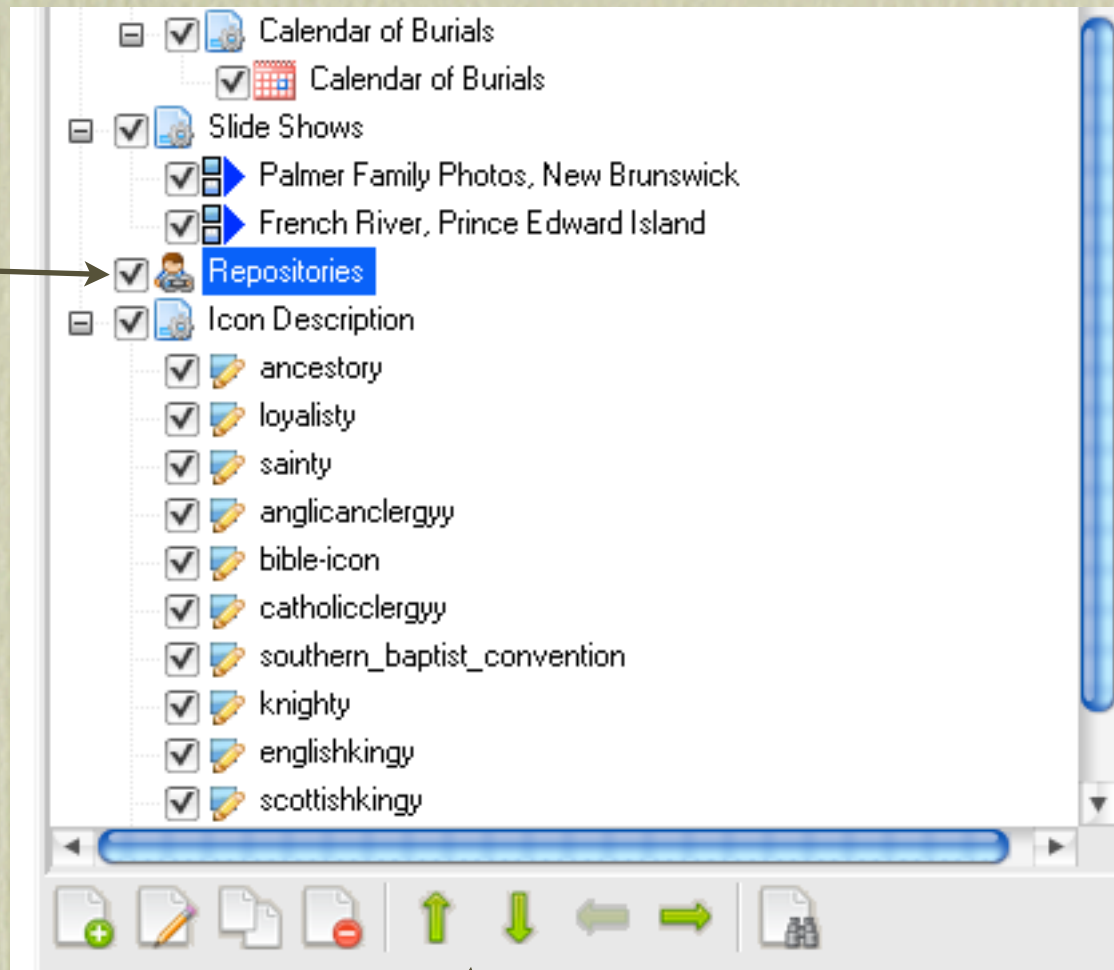 Calendar of Burials
Calendar of Burials
Slide Shows
Palmer Family Photos, New Brunswick
French River, Prince Edward Island
Repositories
Icon Description
ancestory
loyalisty
sainty
anglicanclergyy
bible-icon
catholicclergyy
southern_baptist_convention
knighty
englishkingy
scottishkingy